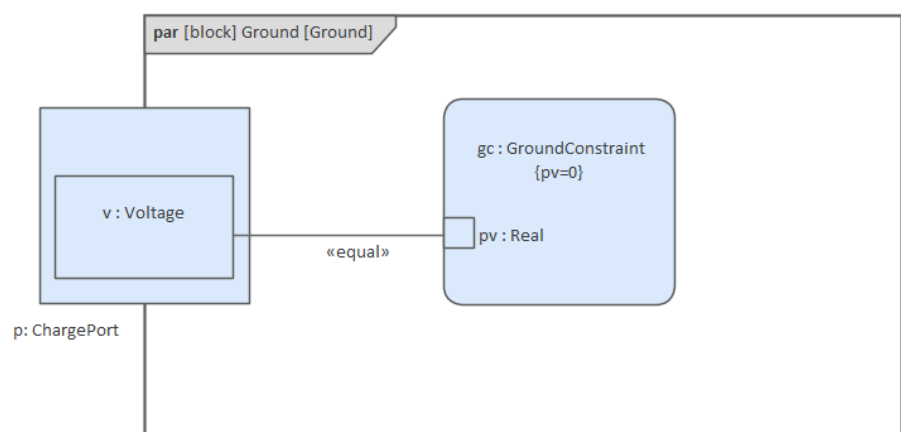 par [block] Ground [Ground]
gc : GroundConstraint
{pv=0}
v : Voltage
pv : Real
«equal»
p: ChargePort